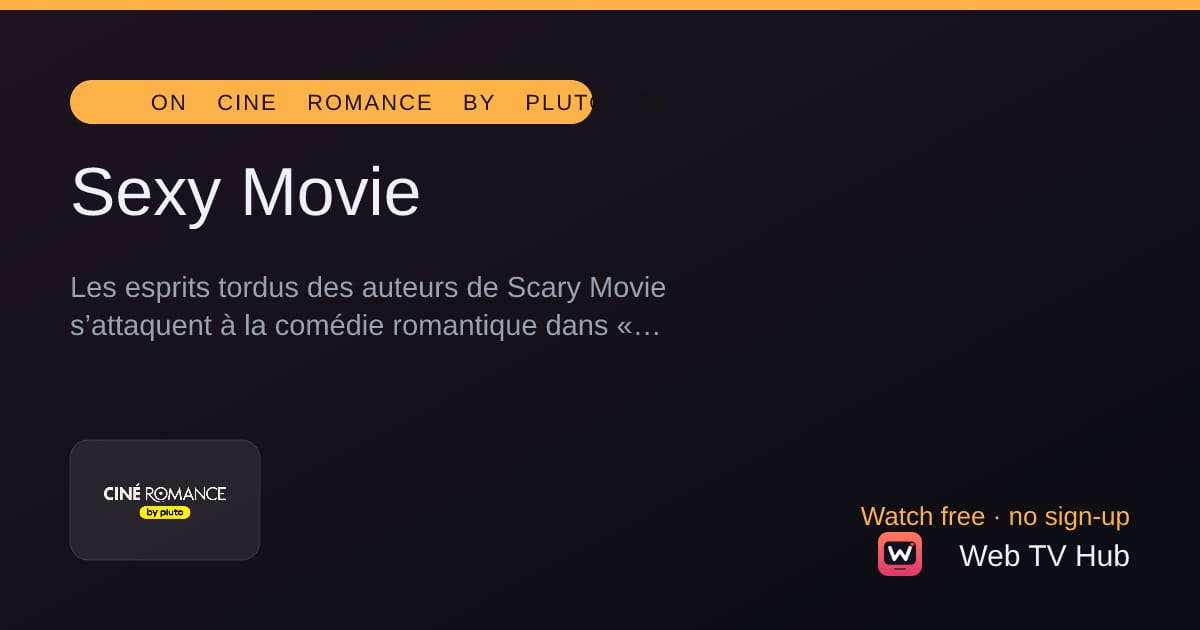 ON CINE ROMANCE BY PLUTO TV
Sexy Movie
Les esprits tordus des auteurs de Scary Movie
s’attaquent à la comédie romantique dans «…
CINÉ ROMANCE
by pluto
Watch free · no sign-up
W
Web TV Hub